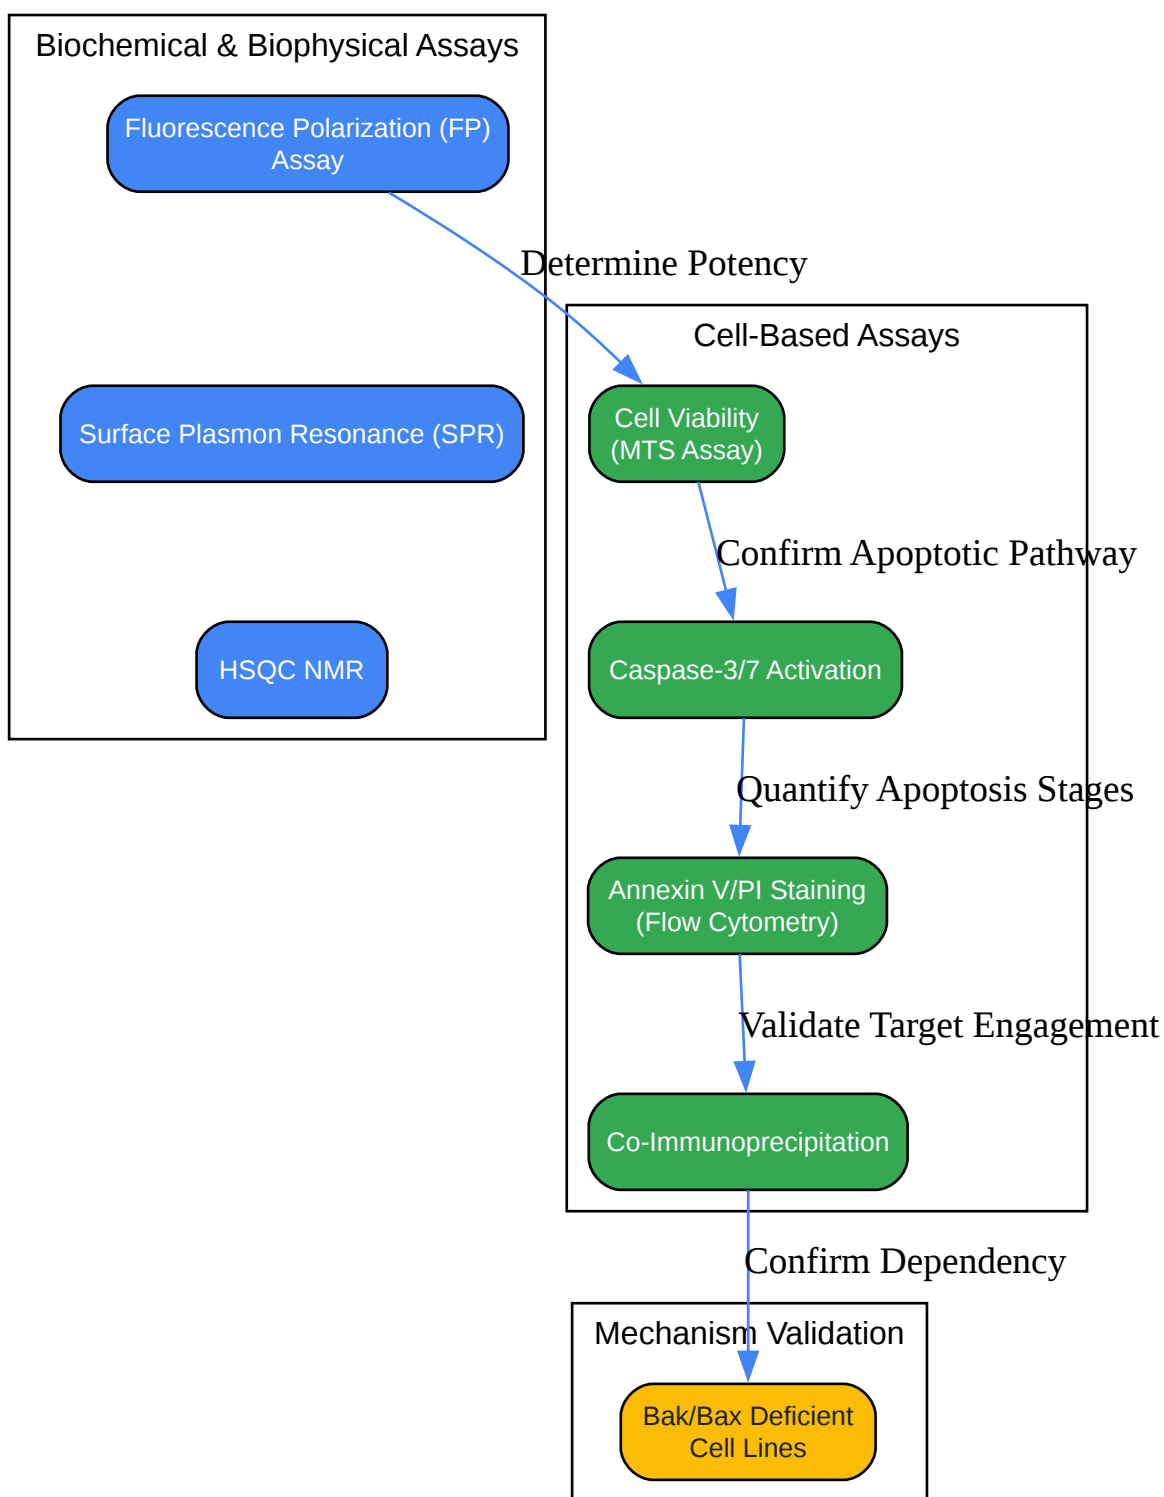 Biochemical & Biophysical Assays
Fluorescence Polarization (FP)
Assay
Determine Potency
Cell-Based Assays
Surface Plasmon Resonance (SPR)
Cell Viability
(MTS Assay)
Confirm Apoptotic Pathway
HSQC NMR
Caspase-3/7 Activation
Quantify Apoptosis Stages
Annexin V/PI Staining
(Flow Cytometry)
Validate Target Engagement
Co-Immunoprecipitation
Confirm Dependency
Mechanism Validation
Bak/Bax Deficient
Cell Lines